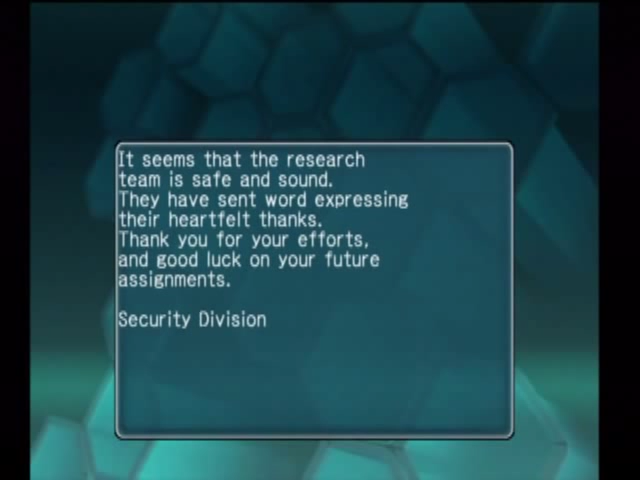 It seems that the research
team is safe and sound.
They have sent word expressing
their heartfelt thanks.
Thank you for your efforts,
and good luck on your future
assignments.
Security Division